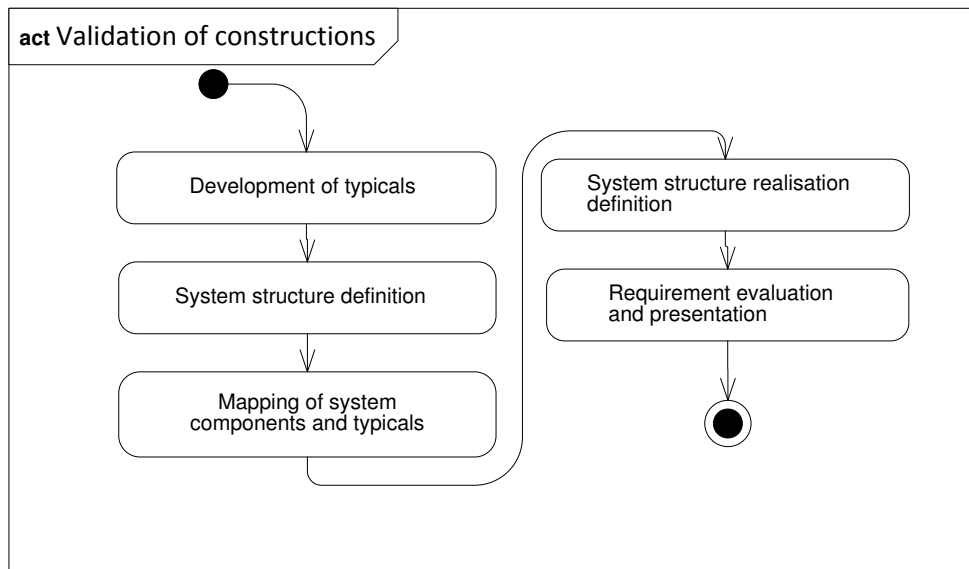 act Validation of constructions
Development of typicals
System structure definition
Mapping of system
components and typicals
System structure realisation
definition
Requirement evaluation
and presentation